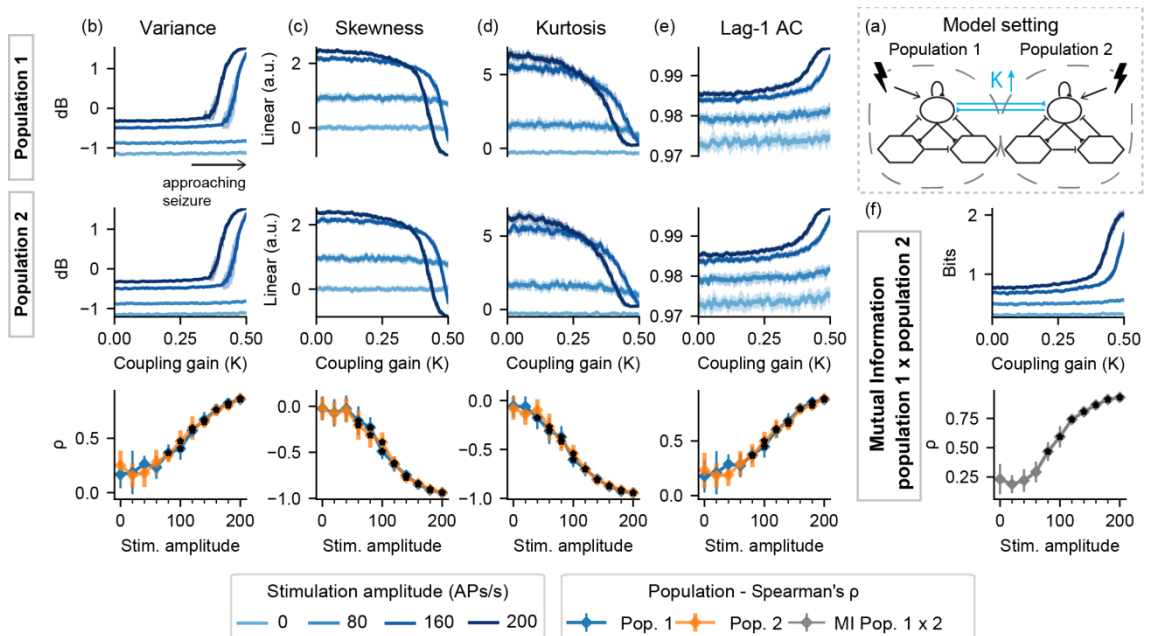 (b) Variance
(c) Skewness
(d) Kurtosis
(e) Lag-1 AC
(a) Model setting
Population 1 Population 2
K
Population 1
dB
1
0
−1
approaching
seizure
Linear (a.u.)
2
0
5
0
0.99
0.98
0.97
Population 2
dB
1
0
−1
0.00 0.25 0.50
Coupling gain (K)
Linear (a.u.)
2
0
0.00 0.25 0.50
Coupling gain (K)
5
0
0.00 0.25 0.50
Coupling gain (K)
0.99
0.98
0.97
0.00 0.25 0.50
Coupling gain (K)
(f)
Mutual Information
population 1 x population 2
Bits
2
1
0.00 0.25 0.50
Coupling gain (K)
ρ
0.5
0.0
0 100 200
Stim. amplitude
0.0
−0.5
−1.0
0 100 200
Stim. amplitude
0.0
−0.5
−1.0
0 100 200
Stim. amplitude
0.5
0.0
0 100 200
Stim. amplitude
ρ
0.75
0.50
0.25
0 100 200
Stim. amplitude
Stimulation amplitude (APs/s)
0 80 160 200
Population - Spearman's ρ
Pop. 1 Pop. 2 MI Pop. 1 x 2